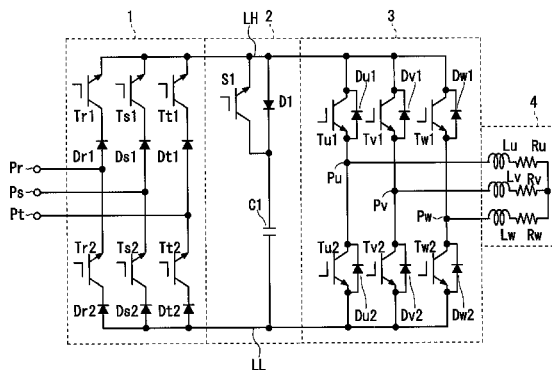 1 LH 2 3
S1 D1 Du1 Dv1 Dw1
Tr1 Ts1 Tt1 Tu1 Tv1 Tw1 4
Dr1 Ds1 Dt1
Pr Pu Lu Ru
Ps C1 Pv Lv Rv
Pt Pw Lw Rw
Tr2 Ts2 Tt2 Tu2 Tv2 Tw2
Dr2 Ds2 Dt2 Du2 Dv2 Dw2
LL